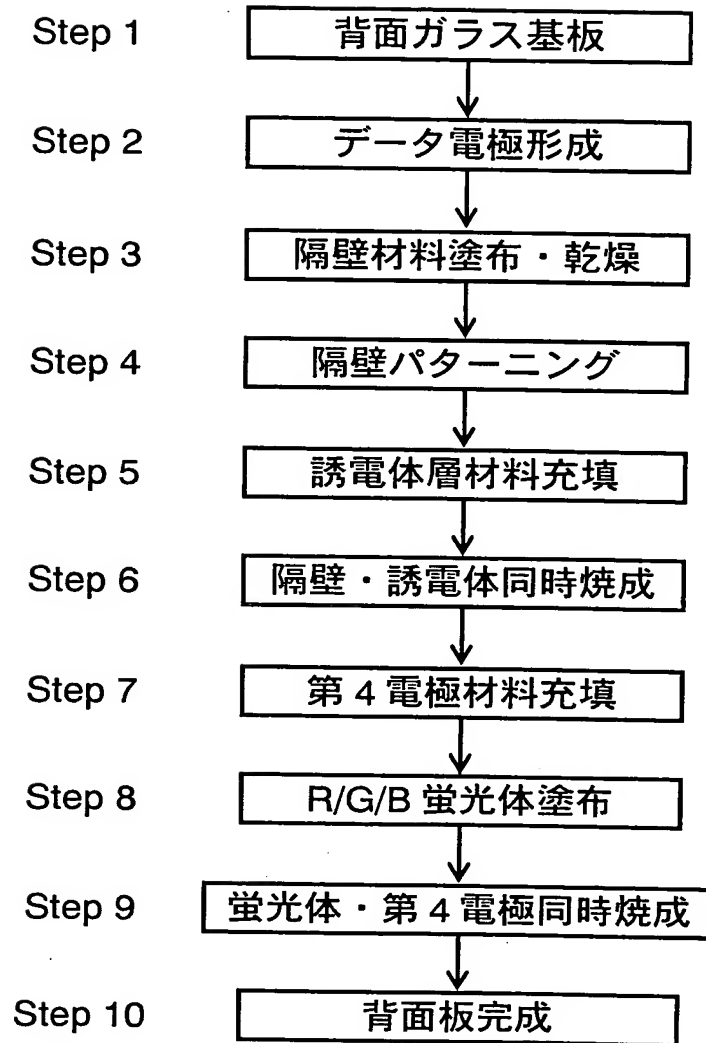 Step 1 背面ガラス基板
Step 2 データ電極形成
Step 3 隔壁材料塗布・乾燥
Step 4 隔壁パターニング
Step 5 誘電体層材料充填
Step 6 隔壁・誘電体同時焼成
Step 7 第4電極材料充填
Step 8 R/G/B 蛍光体塗布
Step 9 蛍光体・第4電極同時焼成
Step 10 背面板完成